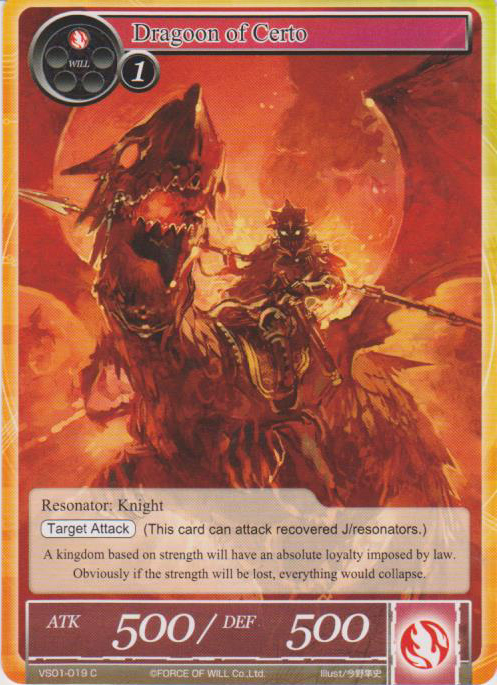 Dragoon of Certo
WILL
1
Resonator: Knight
Target Attack (This card can attack recovered J/resonators.)
A kingdom based on strength will have an absolute loyalty imposed by law.
Obviously if the strength will be lost, everything would collapse.
ATK 500/ DEF 500
VS01-019 C ©FORCE OF WILL Co.,Ltd. Illust/今野隼史